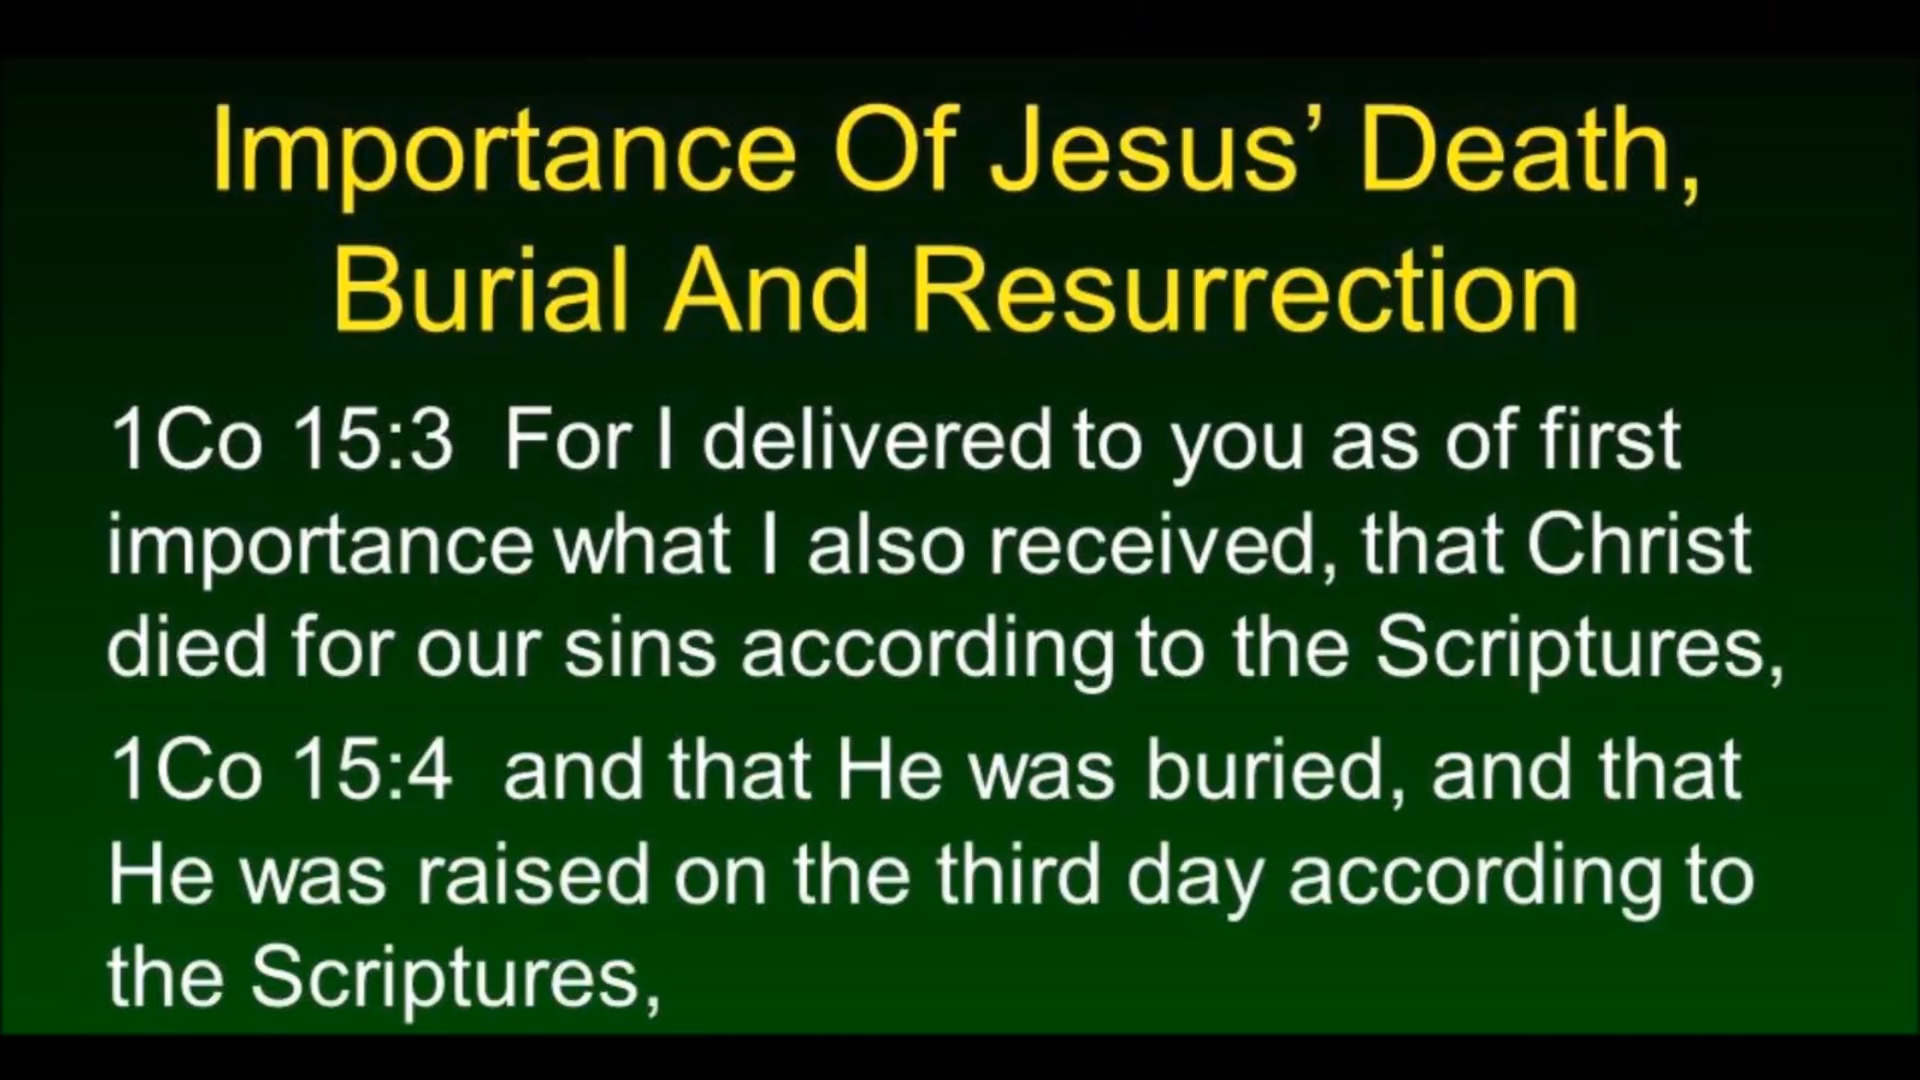 Importance Of Jesus’ Death,
Burial And Resurrection
1Co 15:3  For I delivered to you as of first
importance what I also received, that Christ
died for our sins according to the Scriptures,
1Co 15:4  and that He was buried, and that
He was raised on the third day according to
the Scriptures,